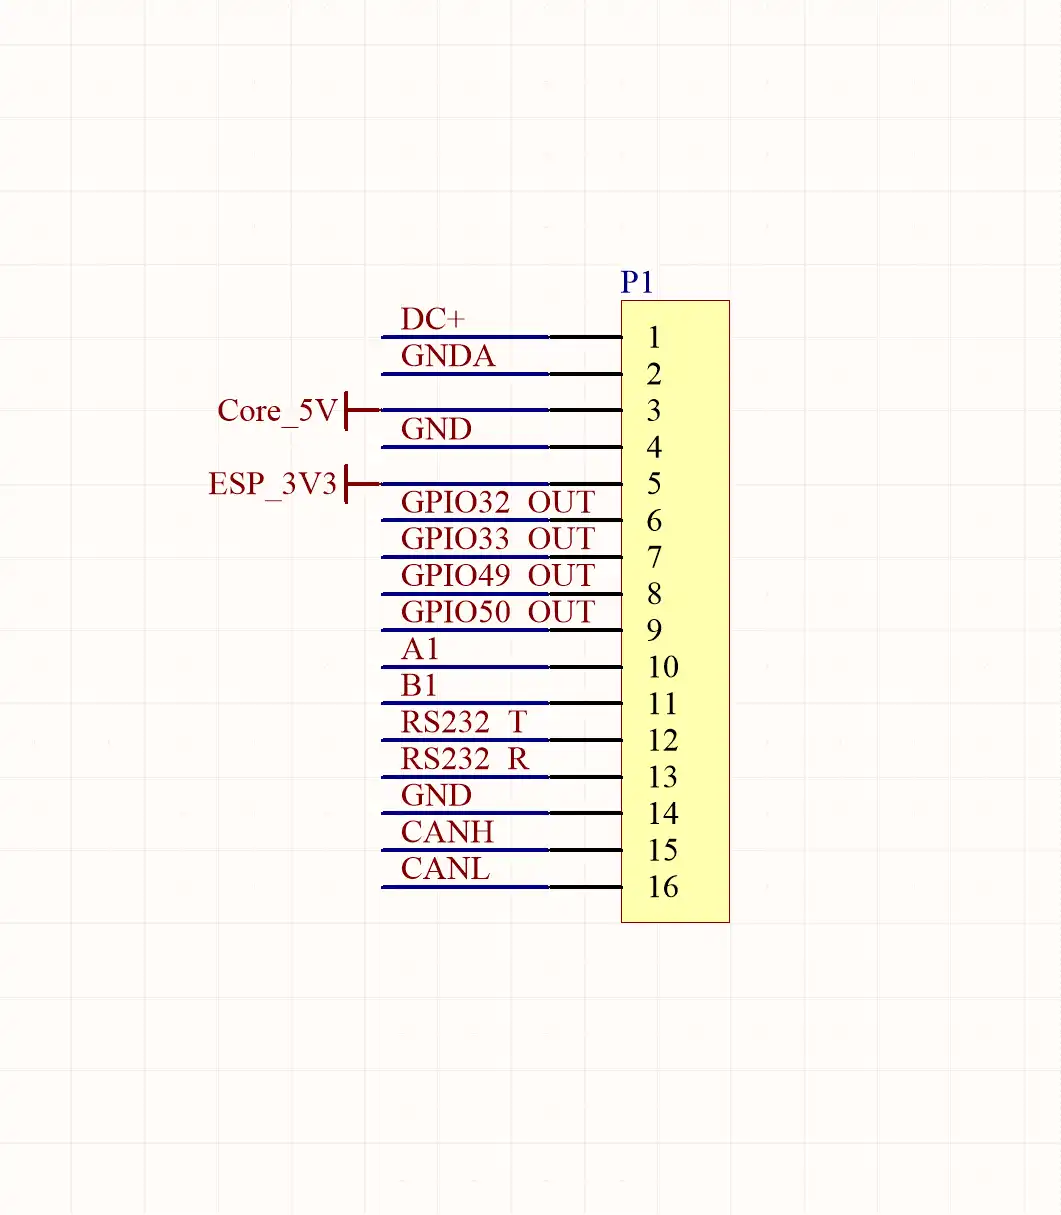 P1
DC+ 1
GNDA 2
Core_5V 3
GND 4
ESP_3V3 5
GPIO32_OUT 6
GPIO33_OUT 7
GPIO49_OUT 8
GPIO50_OUT 9
A1 10
B1 11
RS232_T 12
RS232_R 13
GND 14
CANH 15
CANL 16